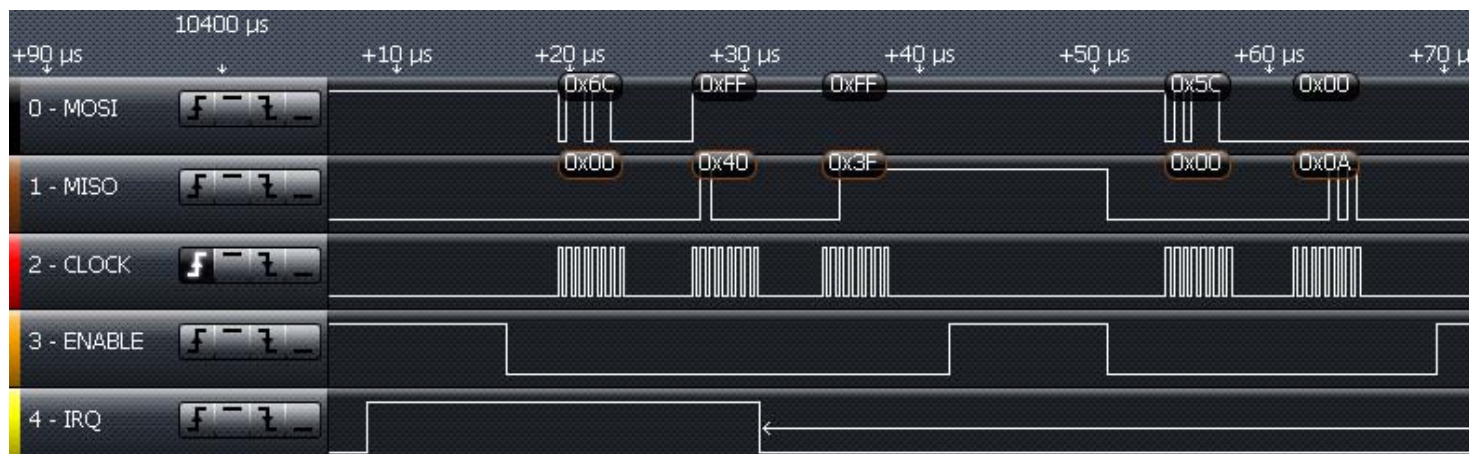 10400 µs
+90 µs +10 µs +20 µs +30 µs +40 µs +50 µs +60 µs +70 µ
0x6C 0xFF 0xFF 0x5C 0x00
0 - MOSI
0x00 0x40 0x3F 0x00 0x0A
1 - MISO
2 - CLOCK
3 - ENABLE
4 - IRQ